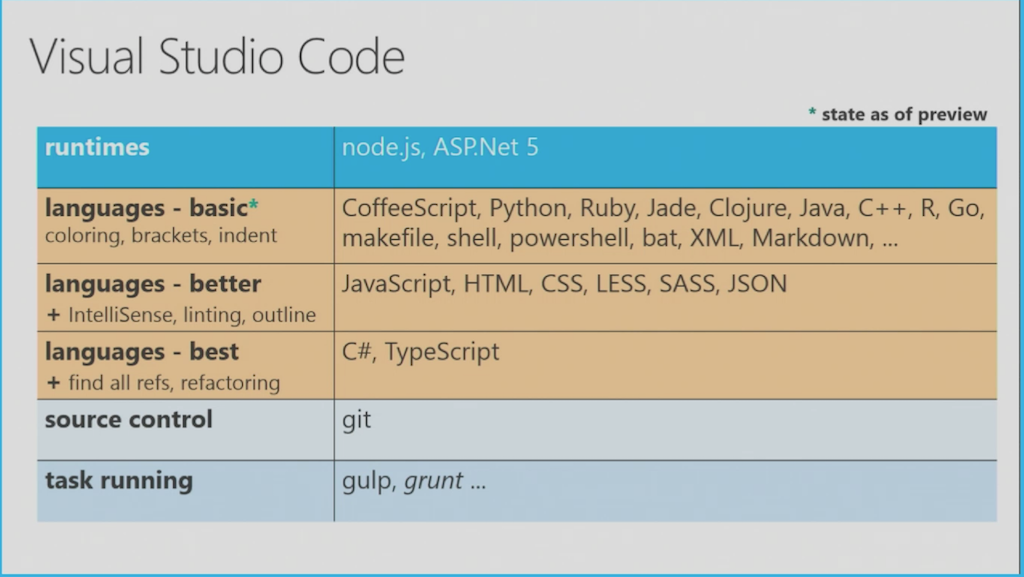 Visual Studio Code
* state as of preview
runtimes
node.js, ASP.Net 5
languages - basic*
coloring, brackets, indent
CoffeeScript, Python, Ruby, Jade, Clojure, Java, C++, R, Go,
makefile, shell, powershell, bat, XML, Markdown, ...
languages - better
+ IntelliSense, linting, outline
JavaScript, HTML, CSS, LESS, SASS, JSON
languages - best
+ find all refs, refactoring
C#, TypeScript
source control
git
task running
gulp, grunt ...